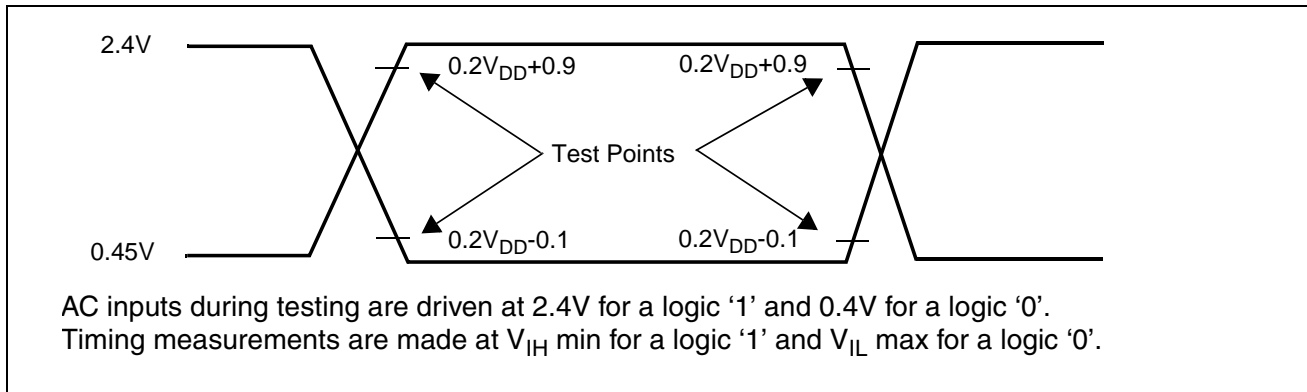 2.4V
0.2VDD+0.9 0.2VDD+0.9
Test Points
0.2VDD-0.1 0.2VDD-0.1
0.45V
AC inputs during testing are driven at 2.4V for a logic ‘1’ and 0.4V for a logic ‘0’.
Timing measurements are made at VIH min for a logic ‘1’ and VIL max for a logic ‘0’.